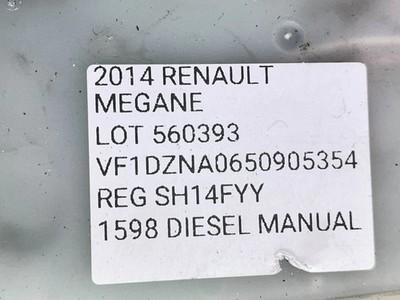 2014 RENAULT
MEGANE
LOT 560393
VF1DZNA0650905354
REG SH14FYY
1598 DIESEL MANUAL